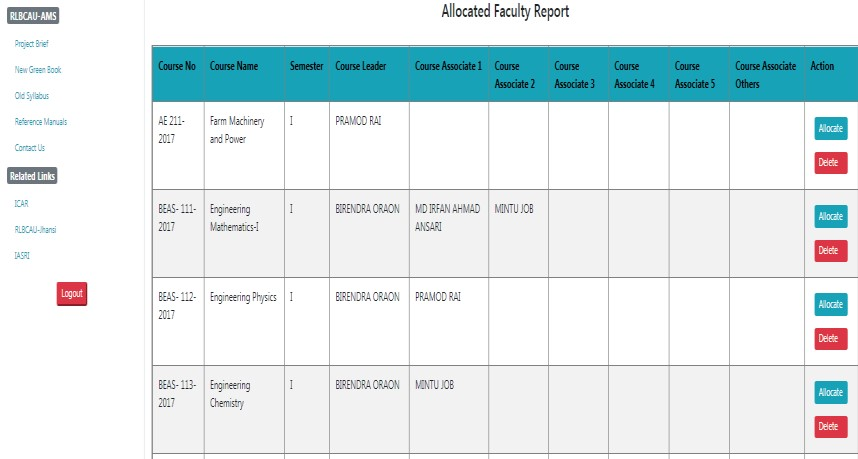 RLBCAU-AMS
Project Brief
New Green Book
Old Syllabus
Reference Manuals
Contact Us
Related Links
ICAR
RLBCAU-Jhansi
IASRI
Logout
Allocated Faculty Report
Course No Course Name Semester Course Leader Course Associate 1 Course Associate 2 Course Associate 3 Course Associate 4 Course Associate 5 Course Associate Others Action
AE 211- Farm Machinery I PRAMOD RAI Allocate
2017 and Power Delete
BEAS- 111- Engineering I BIRENDRA ORAON MD IRFAN AHMAD MINTU JOB Allocate
2017 Mathematics-I ANSARI Delete
BEAS- 112- Engineering Physics I BIRENDRA ORAON PRAMOD RAI Allocate
2017 Delete
BEAS- 113- Engineering I BIRENDRA ORAON MINTU JOB Allocate
2017 Chemistry Delete